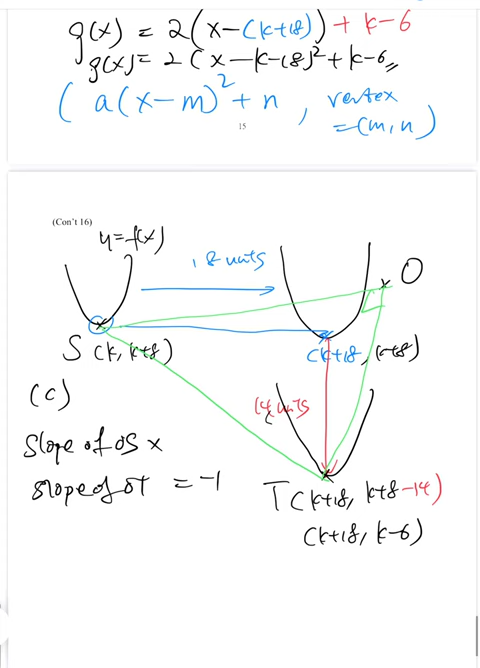 g(x) = 2(x-(k+18)) + k-6
g(x) = 2(x-k-18)² + k-6
(a(x-m)² + n, vertex
=(m,n)
15
(Con't 16)
y=f(x)
18 units
O
S (k, k+8)
(k+18, k+8)
(c)
14 units
slope of OS ×
slope of OT = -1
T(k+18, k+8-14)
(k+18, k-6)